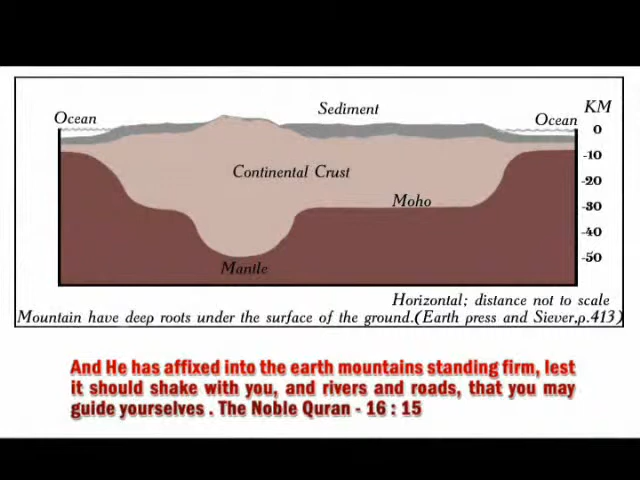 KM
Sediment
Ocean
Ocean
0
-10
Continental Crust
-20
Moho
-30
-40
-50
Mantle
Horizontal; distance not to scale
Mountain have deep roots under the surface of the ground.(Earth press and Siever,p.413)
And He has affixed into the earth mountains standing firm, lest
it should shake with you, and rivers and roads, that you may
guide yourselves . The Noble Quran - 16 : 15